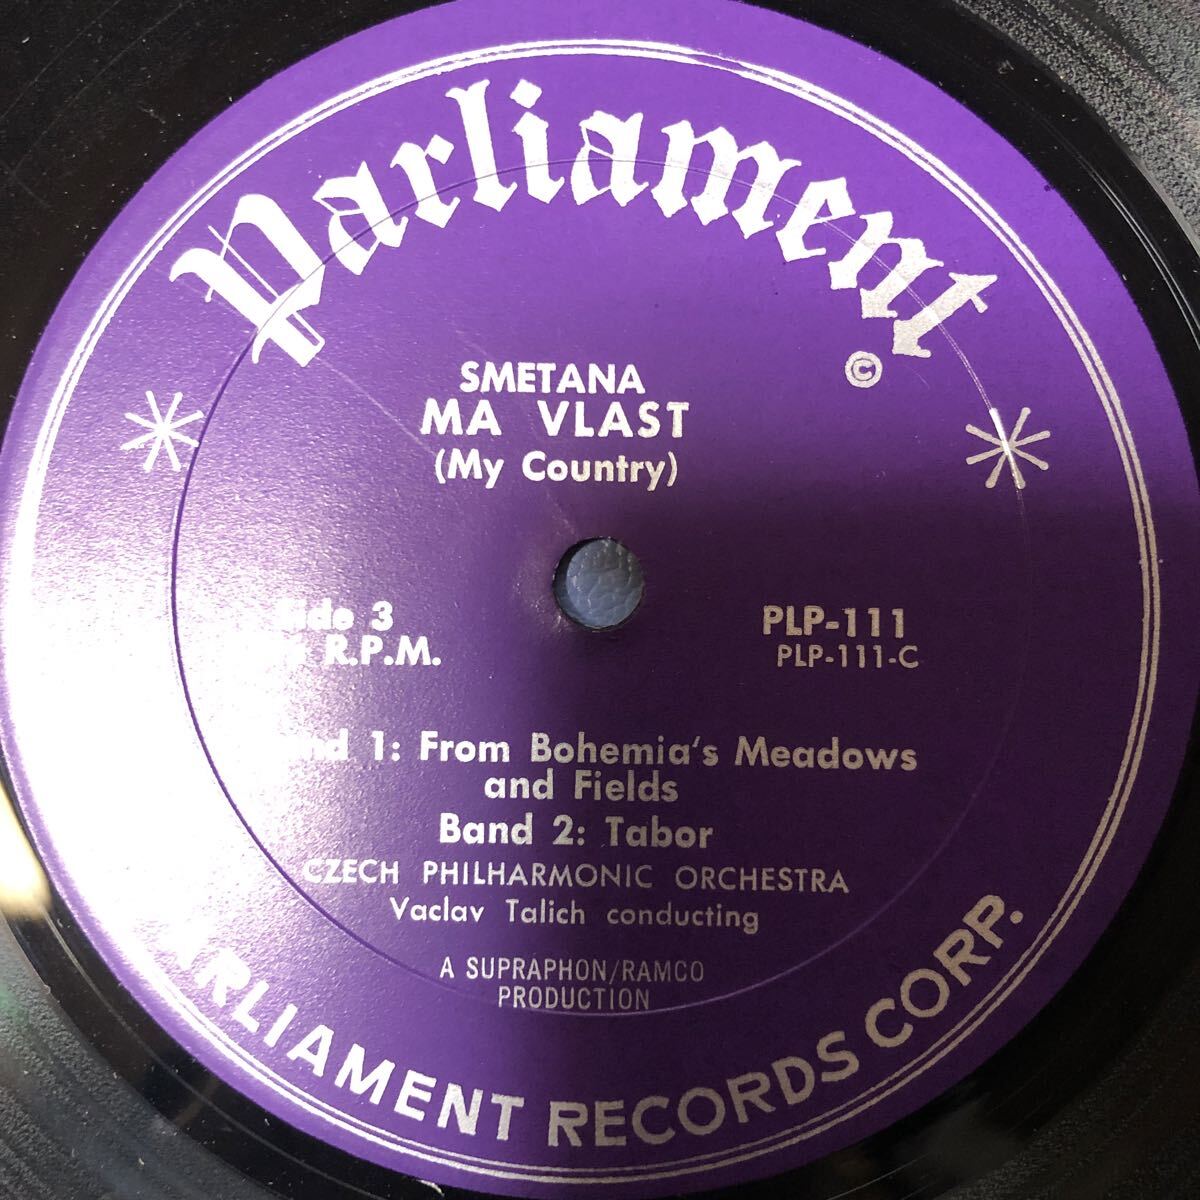 Parliament
©
SMETANA
MA VLAST
(My Country)
Side 3
R.P.M.
PLP-111
PLP-111-C
1: From Bohemia's Meadows
and Fields
Band 2: Tabor
CZECH PHILHARMONIC ORCHESTRA
Vaclav Talich conducting
A SUPRAPHON/RAMCO
PRODUCTION
PARLIAMENT RECORDS CORP.